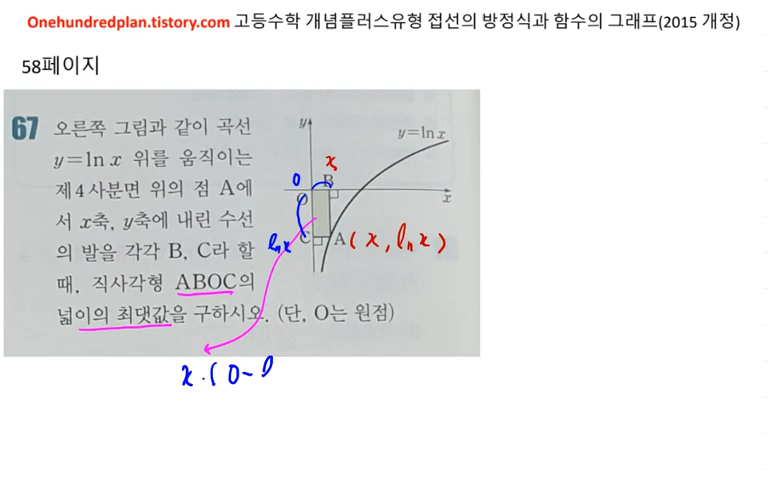 Onehundredplan.tistory.com 고등수학 개념플러스유형 접선의 방정식과 함수의 그래프(2015 개정)
58페이지
67 오른쪽 그림과 같이 곡선
y=ln x 위를 움직이는
제4사분면 위의 점 A에
서 x축, y축에 내린 수선
의 발을 각각 B, C라 할
때, 직사각형 ABOC의
넓이의 최댓값을 구하시오. (단, O는 원점)
y
y=ln x
x
0
B
O
x
ln x
C
A
(x, ln x)
x·(0-